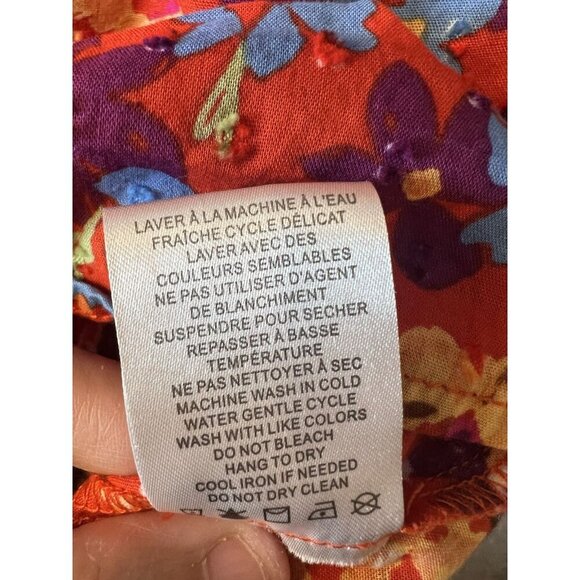 LAVER À LA MACHINE À L'EAU
FRAÎCHE CYCLE DÉLICAT
LAVER AVEC DES
COULEURS SEMBLABLES
NE PAS UTILISER D'AGENT
DE BLANCHIMENT
SUSPENDRE POUR SÉCHER
REPASSER À BASSE
TEMPÉRATURE
NE PAS NETTOYER À SEC
MACHINE WASH IN COLD
WATER GENTLE CYCLE
WASH WITH LIKE COLORS
DO NOT BLEACH
HANG TO DRY
COOL IRON IF NEEDED
DO NOT DRY CLEAN